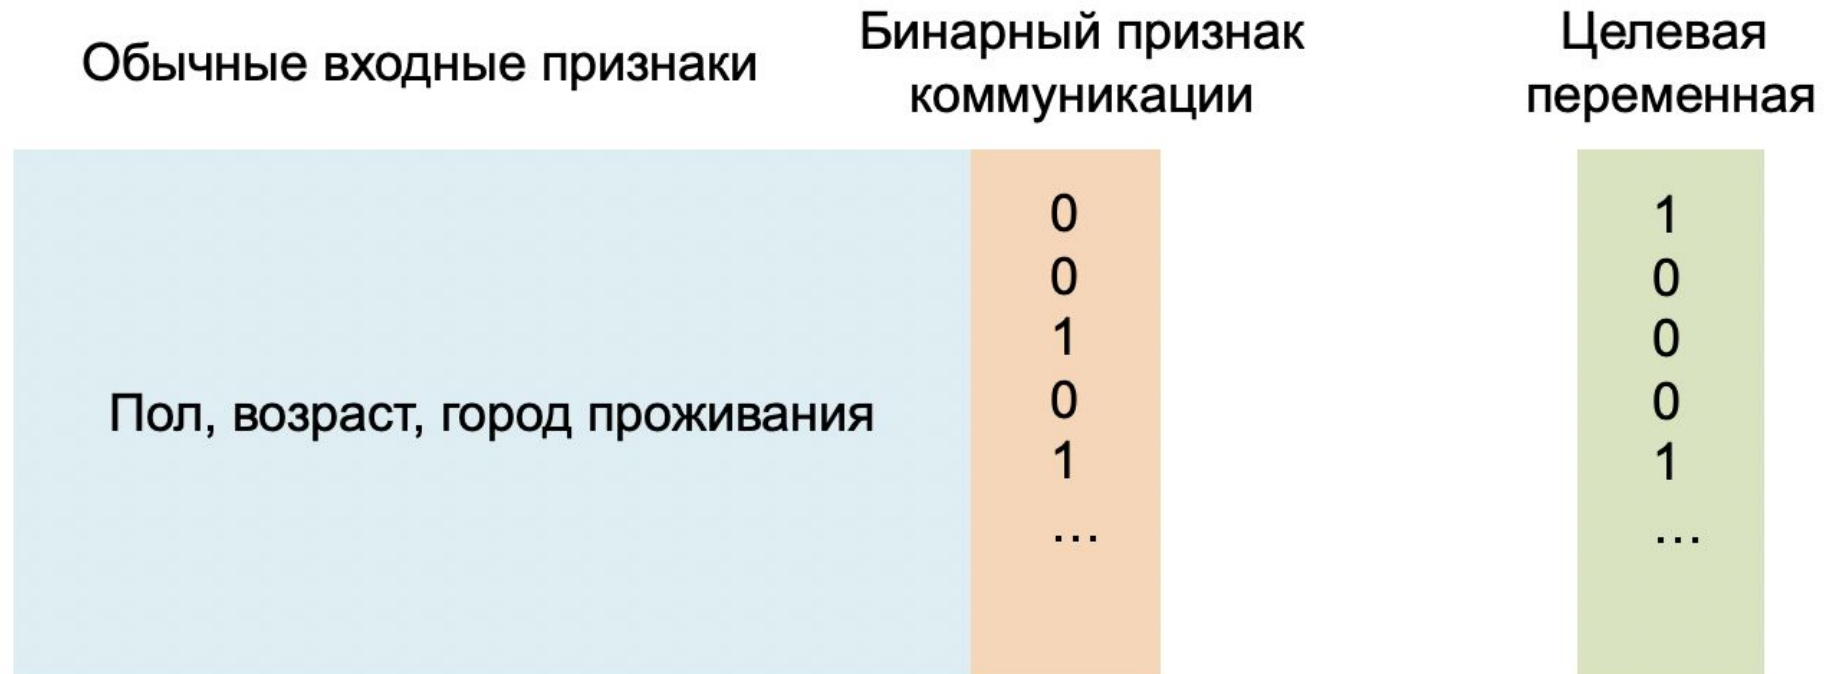 Обычные входные признаки
Бинарный признак
коммуникации
Целевая
переменная
Пол, возраст, город проживания
0
0
1
0
1
...
1
0
0
0
1
...